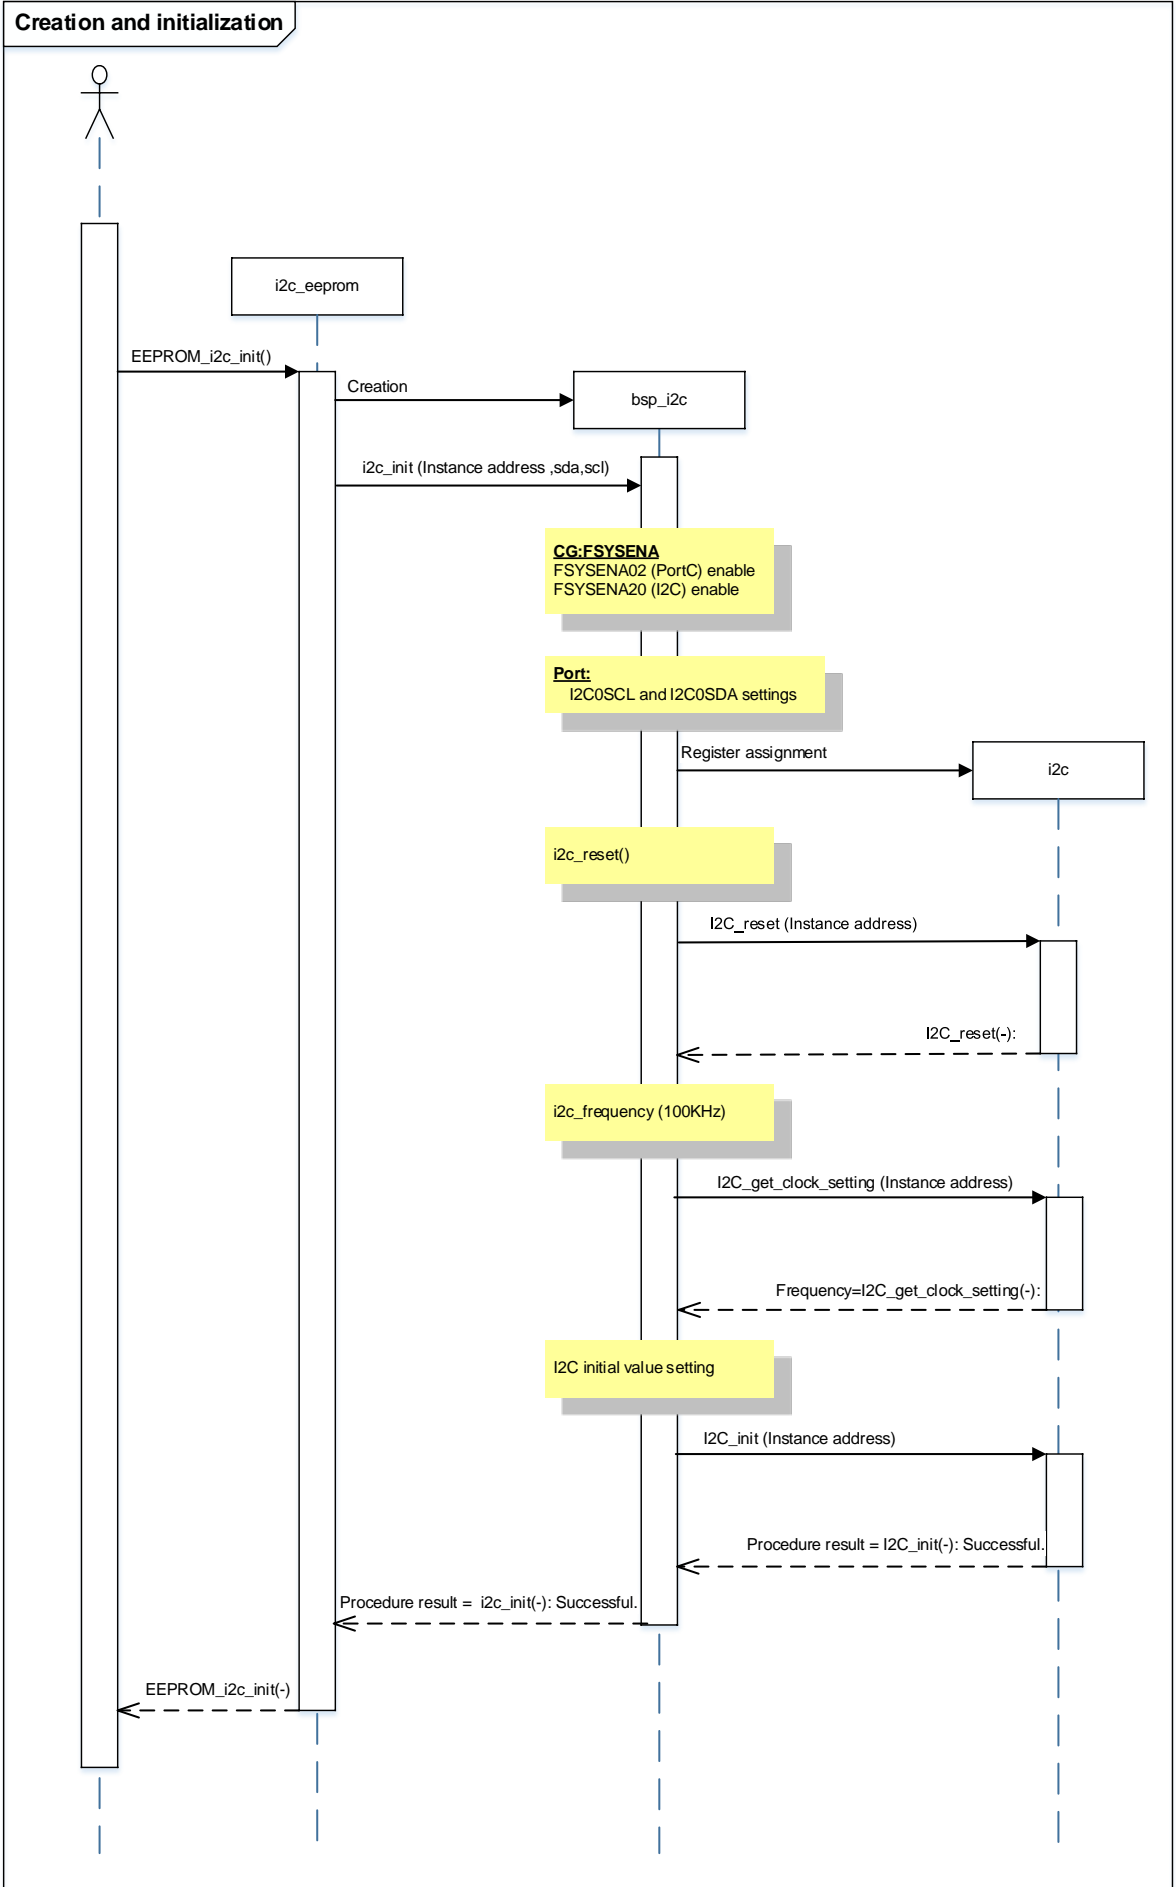 Creation and initialization
i2c_eeprom
EEPROM_i2c_init()
Creation
bsp_i2c
i2c_init (Instance address ,sda,scl)
CG:FSYSENA
FSYSENA02 (PortC) enable
FSYSENA20 (I2C) enable
Port:
I2C0SCL and I2C0SDA settings
Register assignment
i2c
i2c_reset()
I2C_reset (Instance address)
I2C_reset(-):
i2c_frequency (100KHz)
I2C_get_clock_setting (Instance address)
Frequency=I2C_get_clock_setting(-):
I2C initial value setting
I2C_init (Instance address)
Procedure result = I2C_init(-): Successful.
Procedure result =  i2c_init(-): Successful.
EEPROM_i2c_init(-)